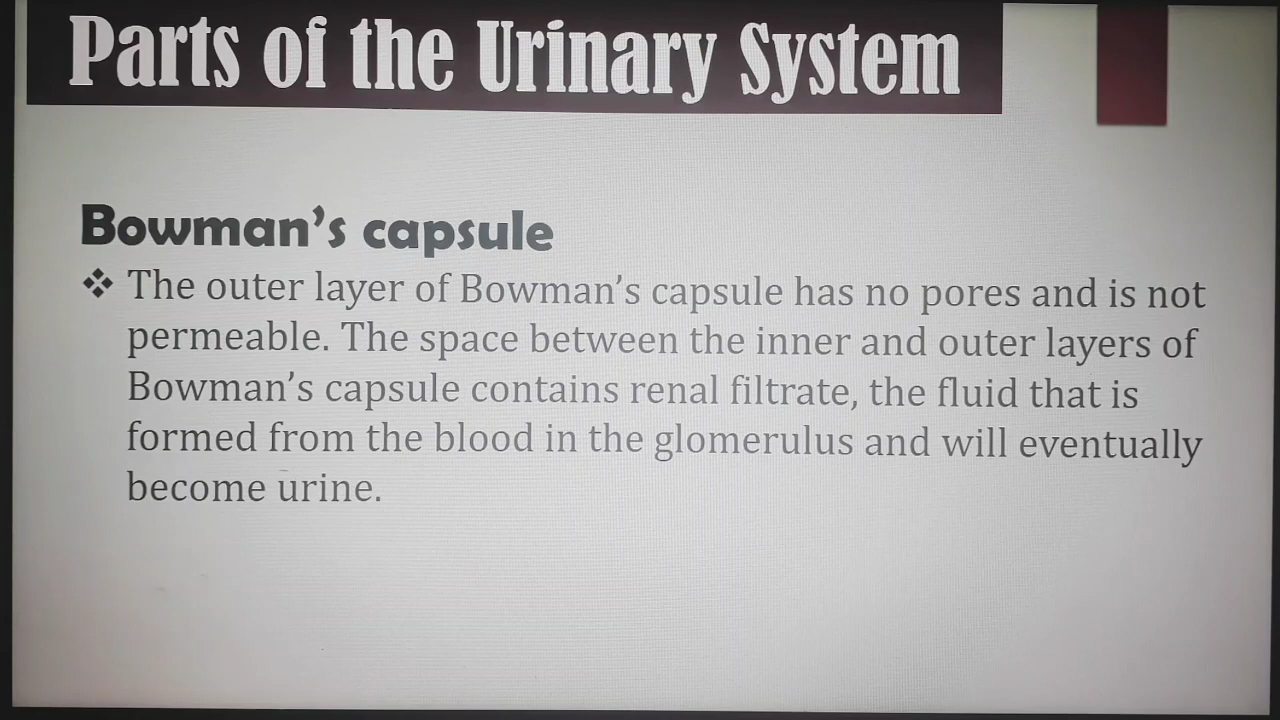 Parts of the Urinary System
Bowman's capsule
❖ The outer layer of Bowman's capsule has no pores and is not
permeable. The space between the inner and outer layers of
Bowman's capsule contains renal filtrate, the fluid that is
formed from the blood in the glomerulus and will eventually
become urine.